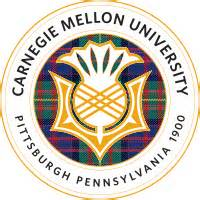 CARNEGIE MELLON UNIVERSITY
PITTSBURGH PENNSYLVANIA 1900